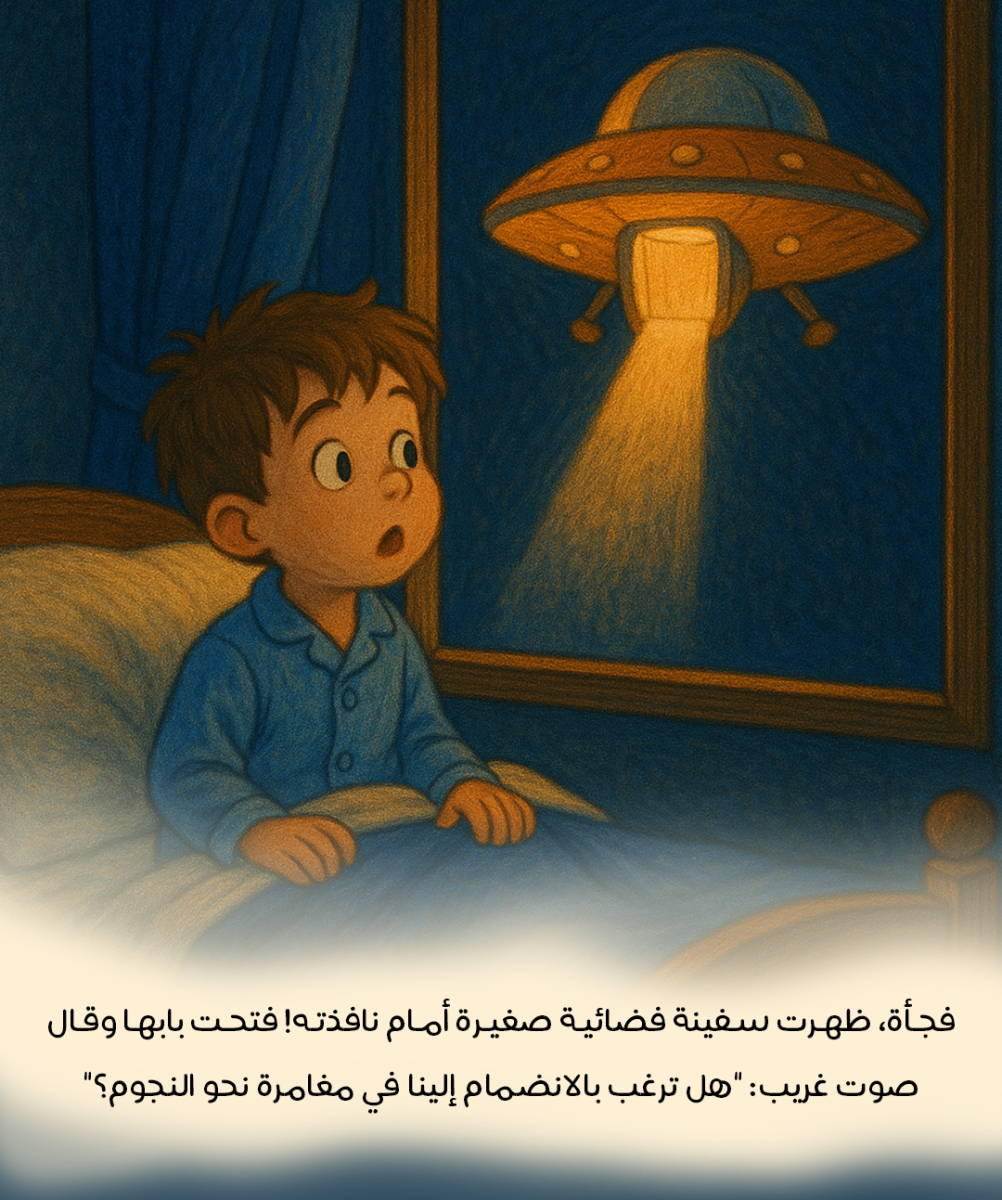 فجأة، ظهرت سفينة فضائية صغيرة أمام نافذته! فتحت بابها وقال
صوت غريب: "هل ترغب بالانضمام إلينا في مغامرة نحو النجوم؟"